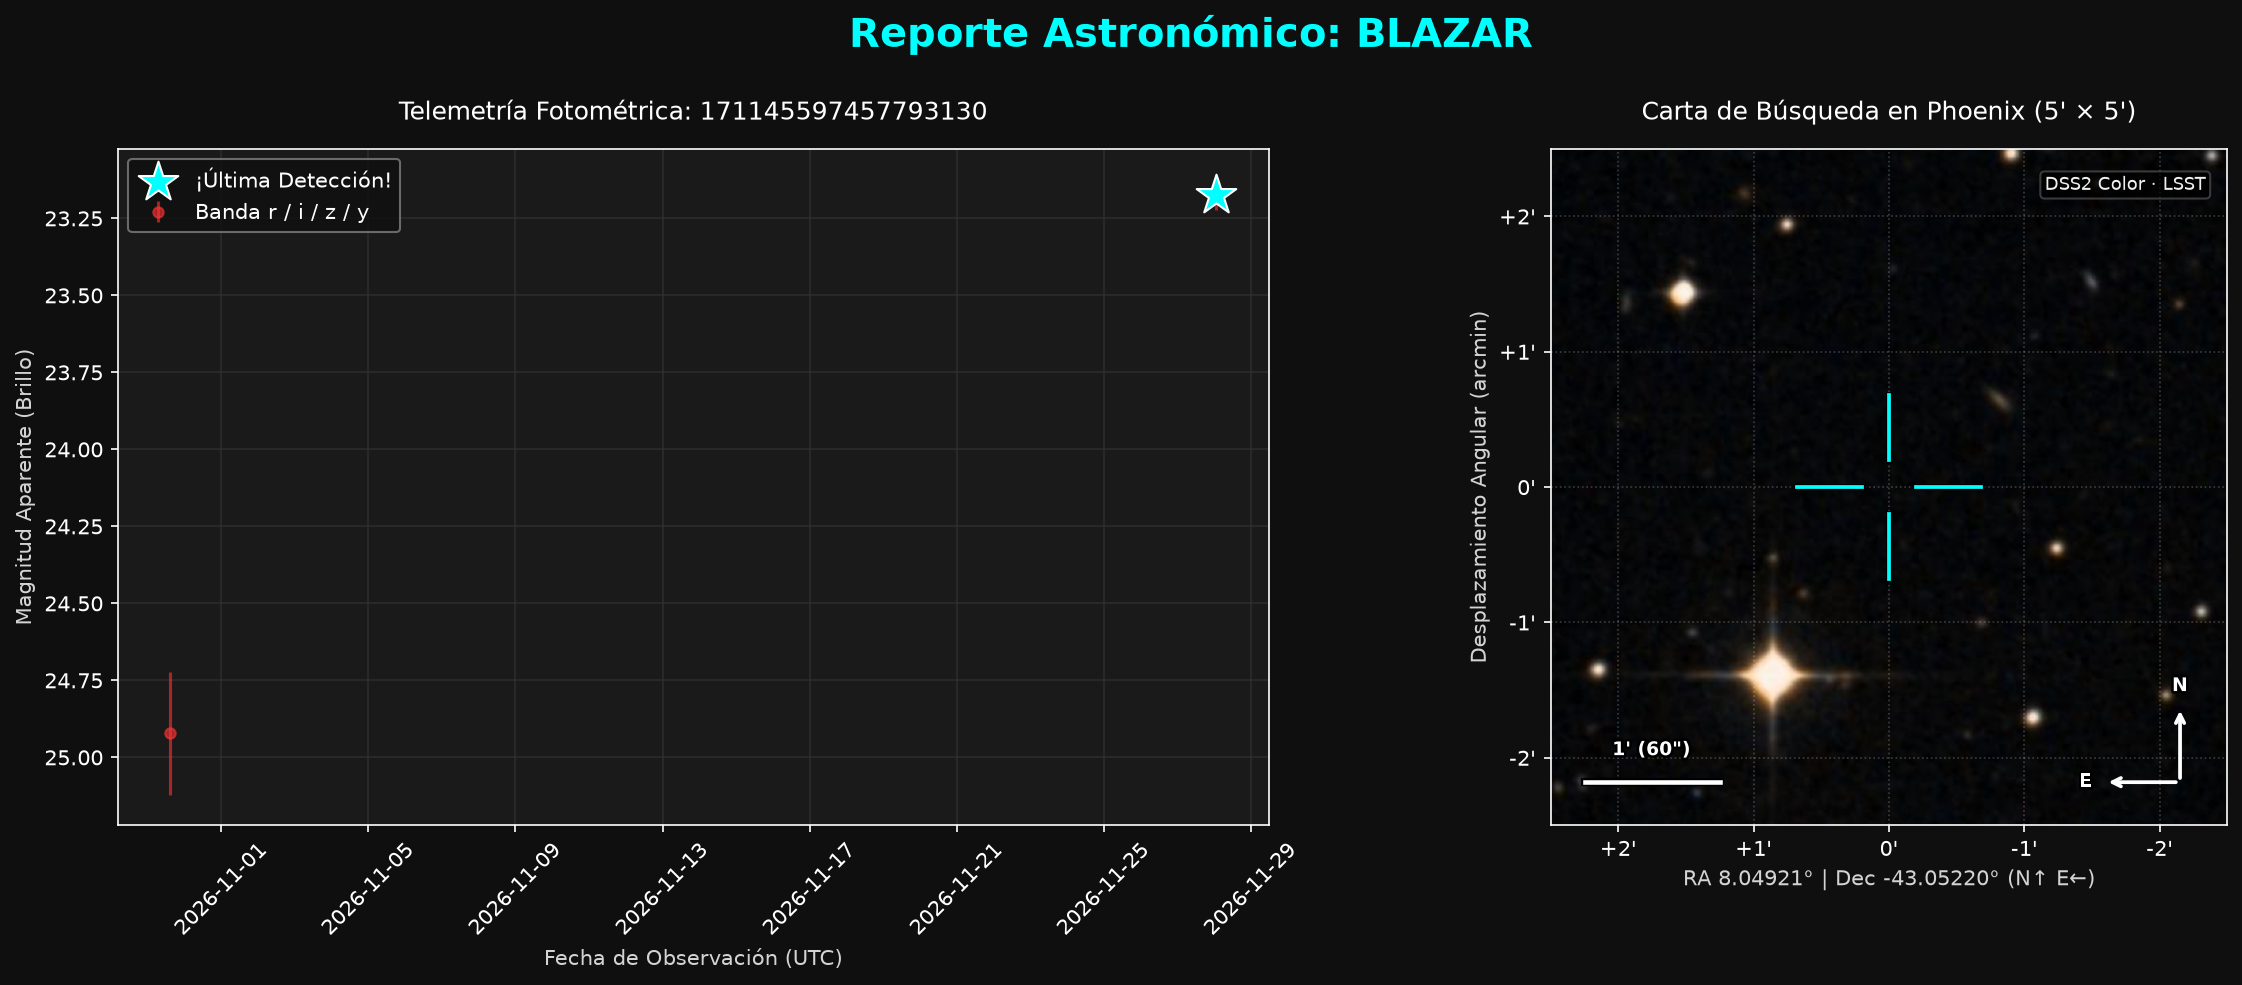 Reporte Astronómico: BLAZAR
Telemetría Fotométrica: 171145597457793130
¡Última Detección!
Banda r / i / z / y
Magnitud Aparente (Brillo)
23.25
23.50
23.75
24.00
24.25
24.50
24.75
25.00
2026-11-01
2026-11-05
2026-11-09
2026-11-13
2026-11-17
2026-11-21
2026-11-25
2026-11-29
Fecha de Observación (UTC)
Carta de Búsqueda en Phoenix (5' × 5')
DSS2 Color · LSST
Desplazamiento Angular (arcmin)
+2'
+1'
0'
-1'
-2'
1' (60")
N
E
+2'
+1'
0'
-1'
-2'
RA 8.04921° | Dec -43.05220° (N↑ E←)